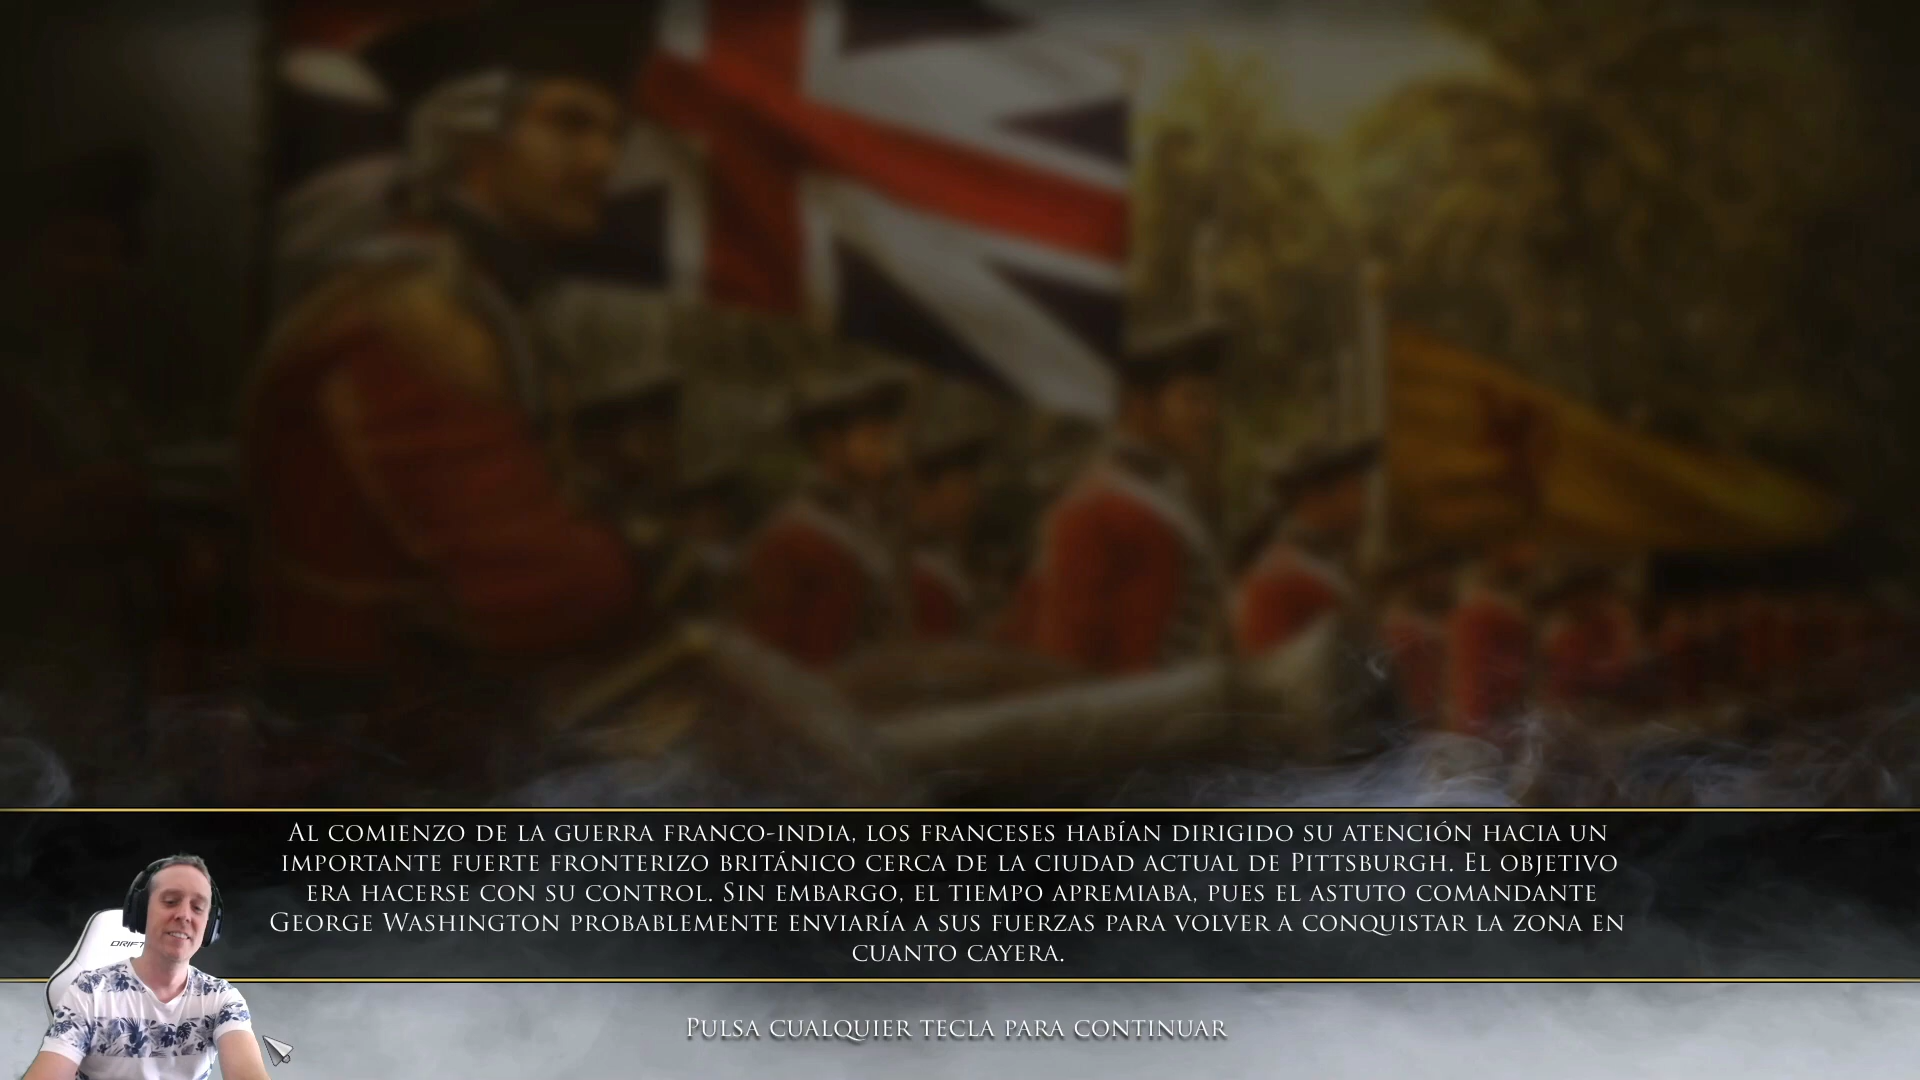 Al comienzo de la guerra franco-india, los franceses habían dirigido su atención hacia un
importante fuerte fronterizo británico cerca de la ciudad actual de Pittsburgh. El objetivo
era hacerse con su control. Sin embargo, el tiempo apremiaba, pues el astuto comandante
George Washington probablemente enviaría a sus fuerzas para volver a conquistar la zona en
cuanto cayera.
DRIFT
Pulsa cualquier tecla para continuar